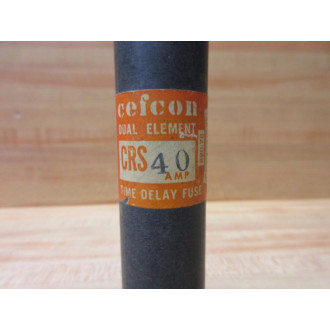 cefcon
DUAL ELEMENT
CRS 40
AMP
TIME DELAY FUSE